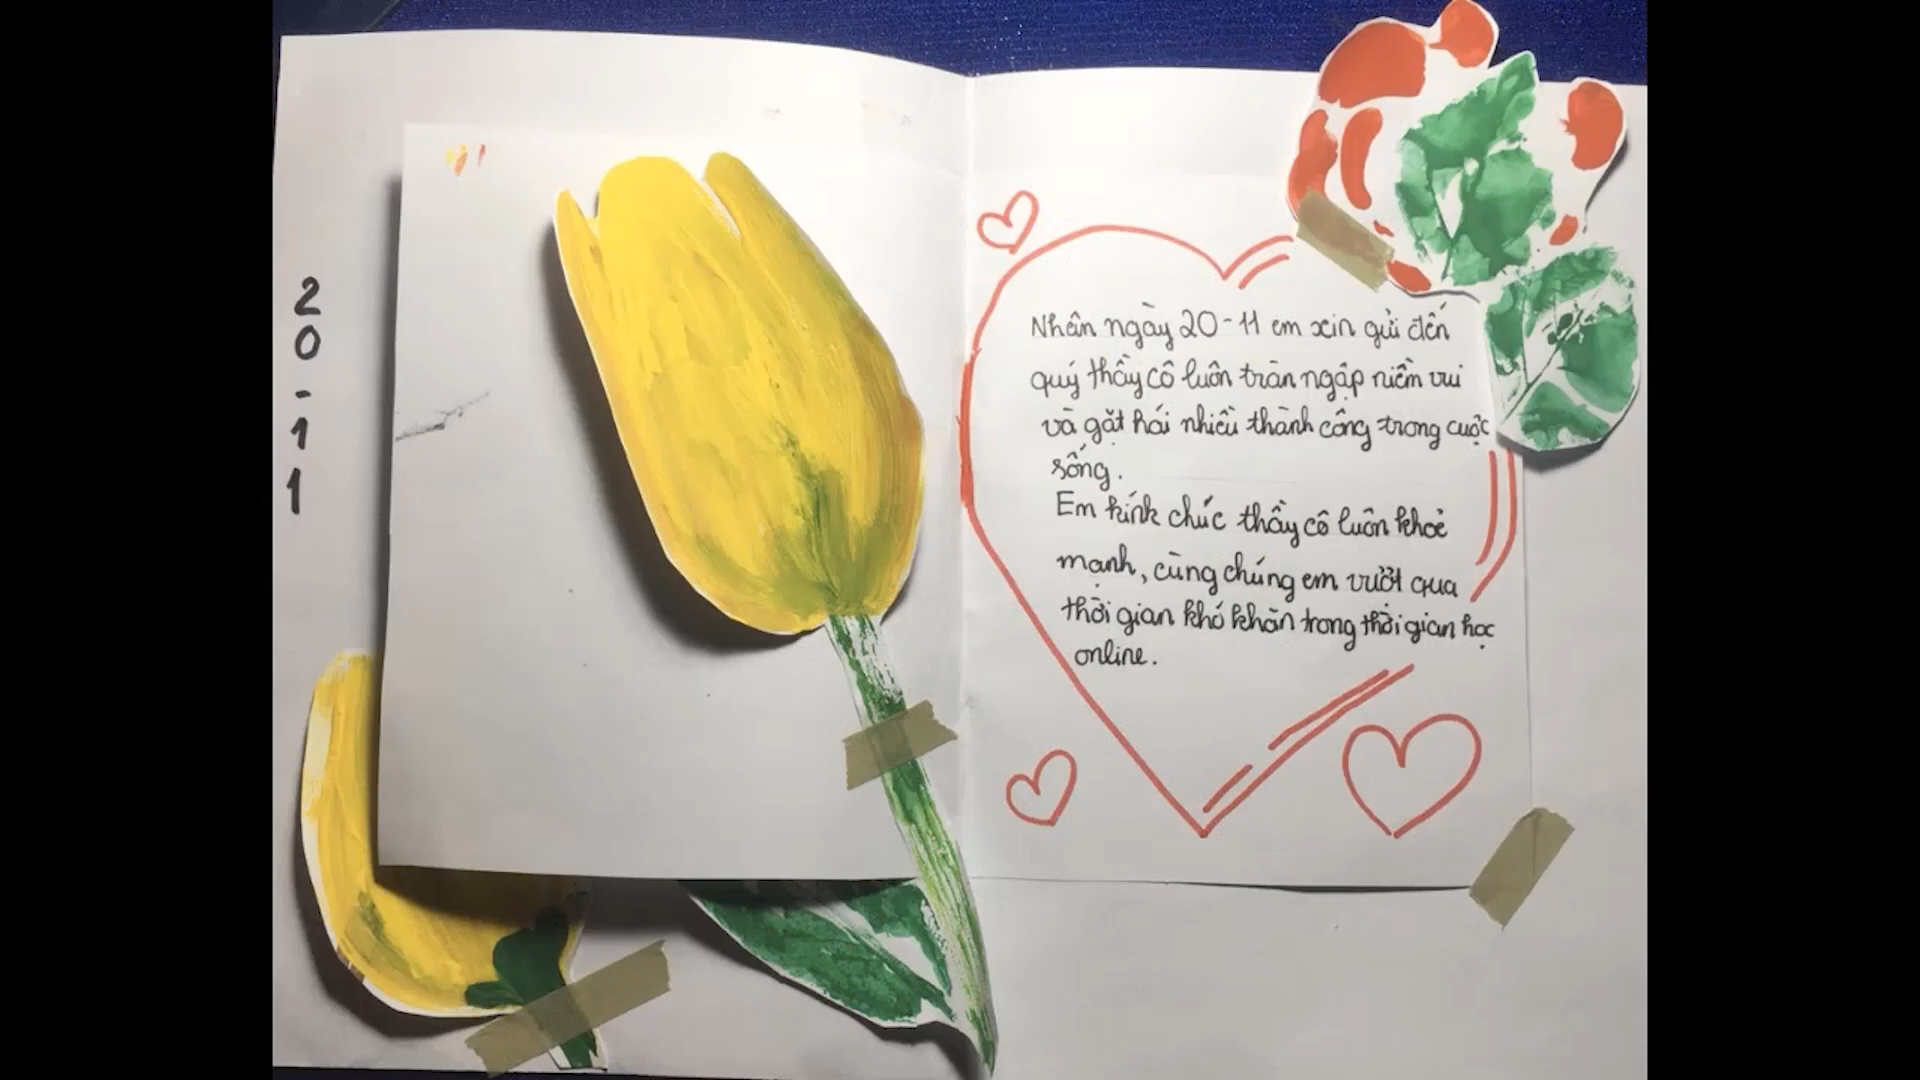 20-11
Nhân ngày 20-11 em xin gửi đến
quý thầy cô luôn tràn ngập niềm vui
và gặt hái nhiều thành công trong cuộc
sống.
Em kính chúc thầy cô luôn khoẻ
mạnh, cùng chúng em vượt qua
thời gian khó khăn trong thời gian học
online.